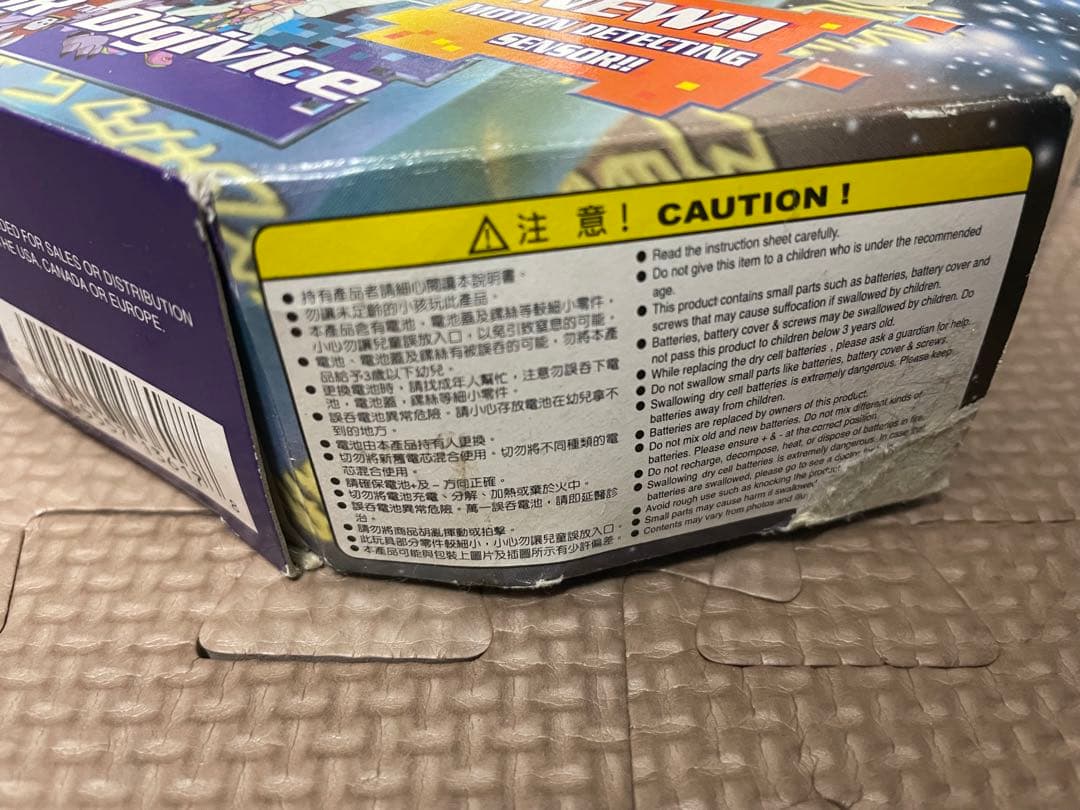 Digivice
NEW!!
MOTION DETECTING
SENSOR!!
DED FOR SALES OR DISTRIBUTION
THE USA, CANADA OR EUROPE.
注 意! CAUTION !
● 持有產品者請細心閱讀本說明書。
● 勿讓未足齡的小孩玩此產品。
● 本產品含有電池，電池蓋及鏍絲等較細小零件，
小心勿讓兒童誤放入口，以免引致窒息的可能。
● 電池、電池蓋及鏍絲有被誤吞的可能，勿將本產
品給予3歲以下幼兒。
● 更換電池時，請找成年人幫忙，注意勿誤吞下電
池，電池蓋，鏍絲等細小零件。
● 誤吞電池異常危險，請小心存放電池在幼兒拿不
到的地方。
● 電池由本產品持有人更換。
● 切勿將新舊電芯混合使用，切勿將不同種類的電
芯混合使用。
● 請確保電池+及-方向正確。
● 切勿將電池充電、分解、加熱或棄於火中。
● 誤吞電池異常危險，萬一誤吞電池，請即延醫診
治。
● 請勿將商品胡亂揮動或拍擊。
● 此玩具部分零件較細小，小心勿讓兒童誤放入口。
● 本產品可能與包裝上圖片及插圖所示有少許偏差。
● Read the instruction sheet carefully.
● Do not give this item to a children who is under the recommended
age.
● This product contains small parts such as batteries, battery cover and
screws that may cause suffocation if swallowed by children.
● Batteries, battery cover & screws may be swallowed by children. Do
not pass this product to children below 3 years old.
● While replacing the dry cell batteries , please ask a guardian for help.
● Do not swallow small parts like batteries, battery cover & screws.
● Swallowing dry cell batteries is extremely dangerous. Please keep
batteries away from children.
● Batteries are replaced by owners of this product.
● Do not mix old and new batteries. Do not mix different kinds of
batteries. Please ensure + & - at the correct position.
● Do not recharge, decompose, heat, or dispose of batteries in fire.
● Swallowing dry cell batteries is extremely dangerous. In case the
batteries are swallowed, please go to see a doctor
● Avoid rough use such as knocking the produc
● Small parts may cause harm if swallowed
● Contents may vary from photos and illu